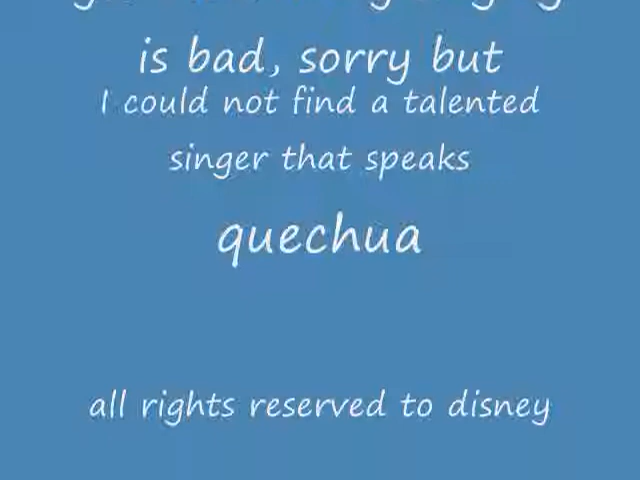 is bad, sorry but
I could not find a talented
singer that speaks
quechua
all rights reserved to disney